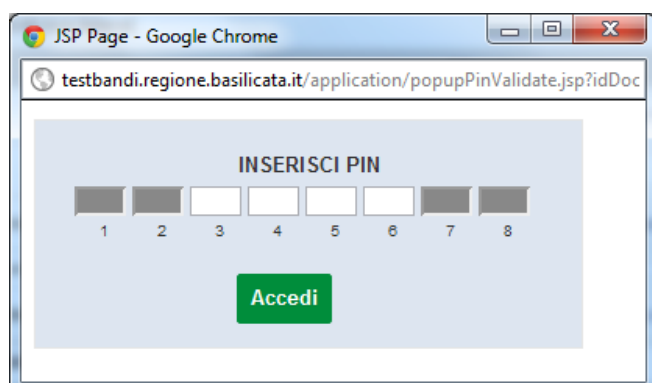 JSP Page - Google Chrome
testbandi.regione.basilicata.it/application/popupPinValidate.jsp?idDoc
INSERISCI PIN
1 2 3 4 5 6 7 8
Accedi